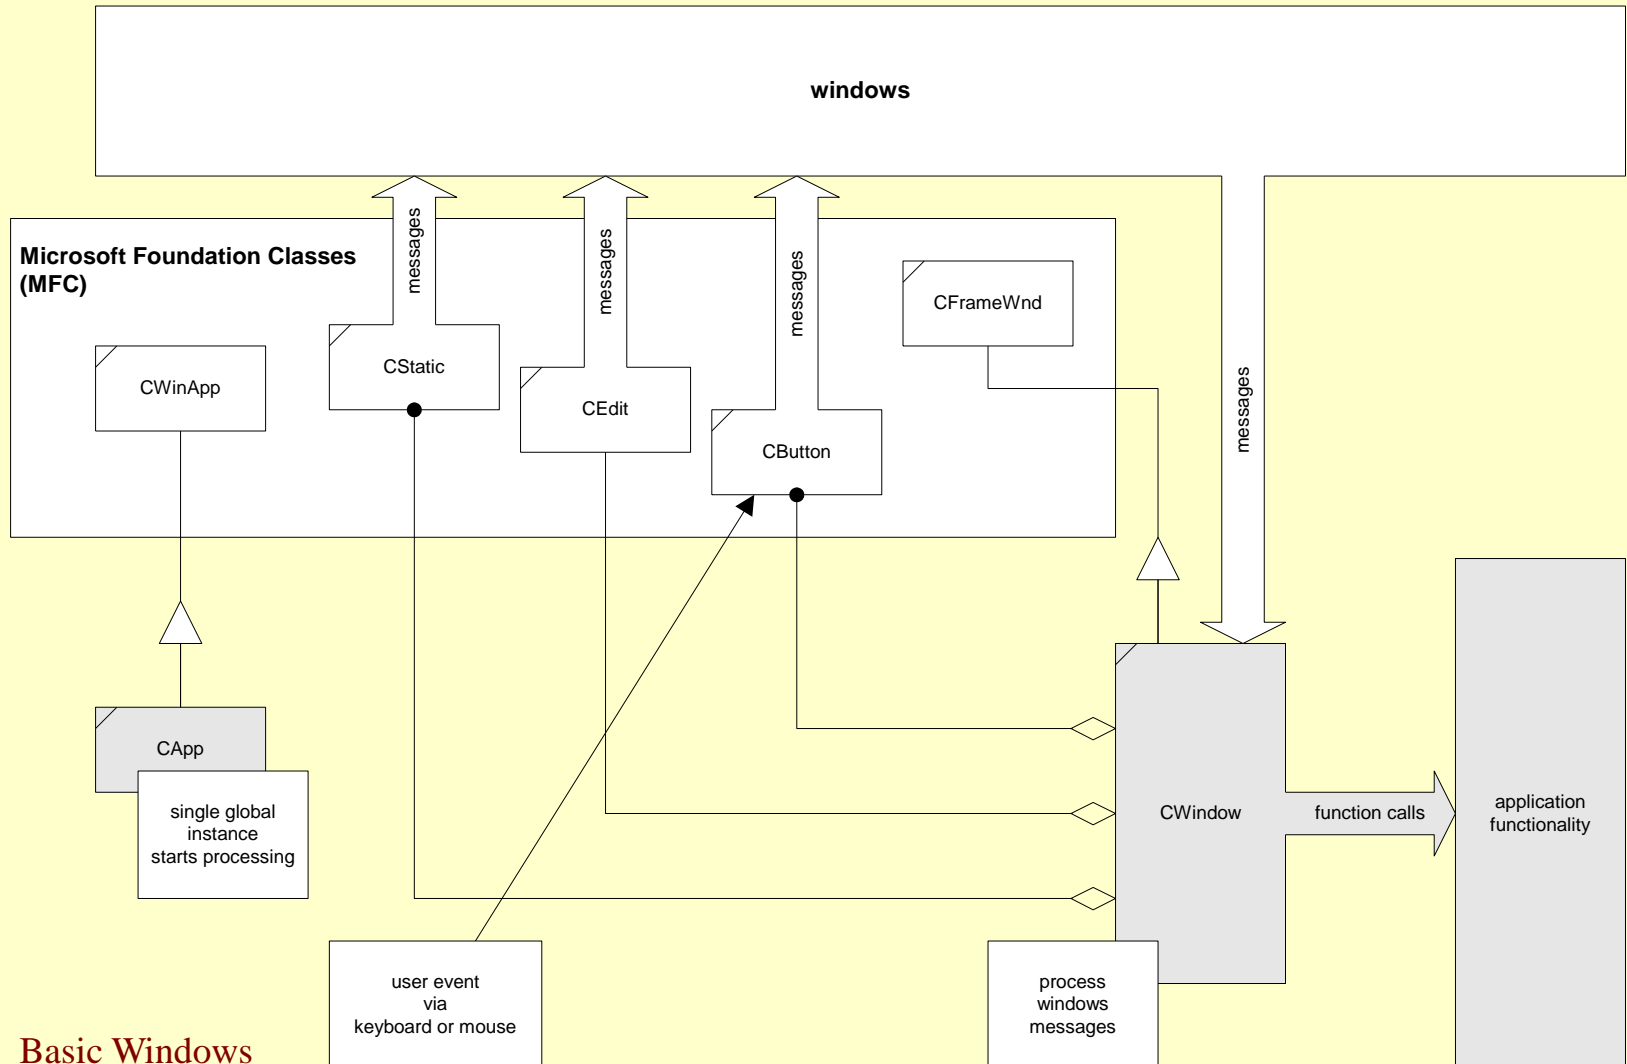 windows
messages
messages
messages
messages
Microsoft Foundation Classes
(MFC)
CFrameWnd
CStatic
CWinApp
CEdit
CButton
CApp
single global
instance
starts processing
CWindow
function calls
application
functionality
user event
via
keyboard or mouse
process
windows
messages
Basic Windows